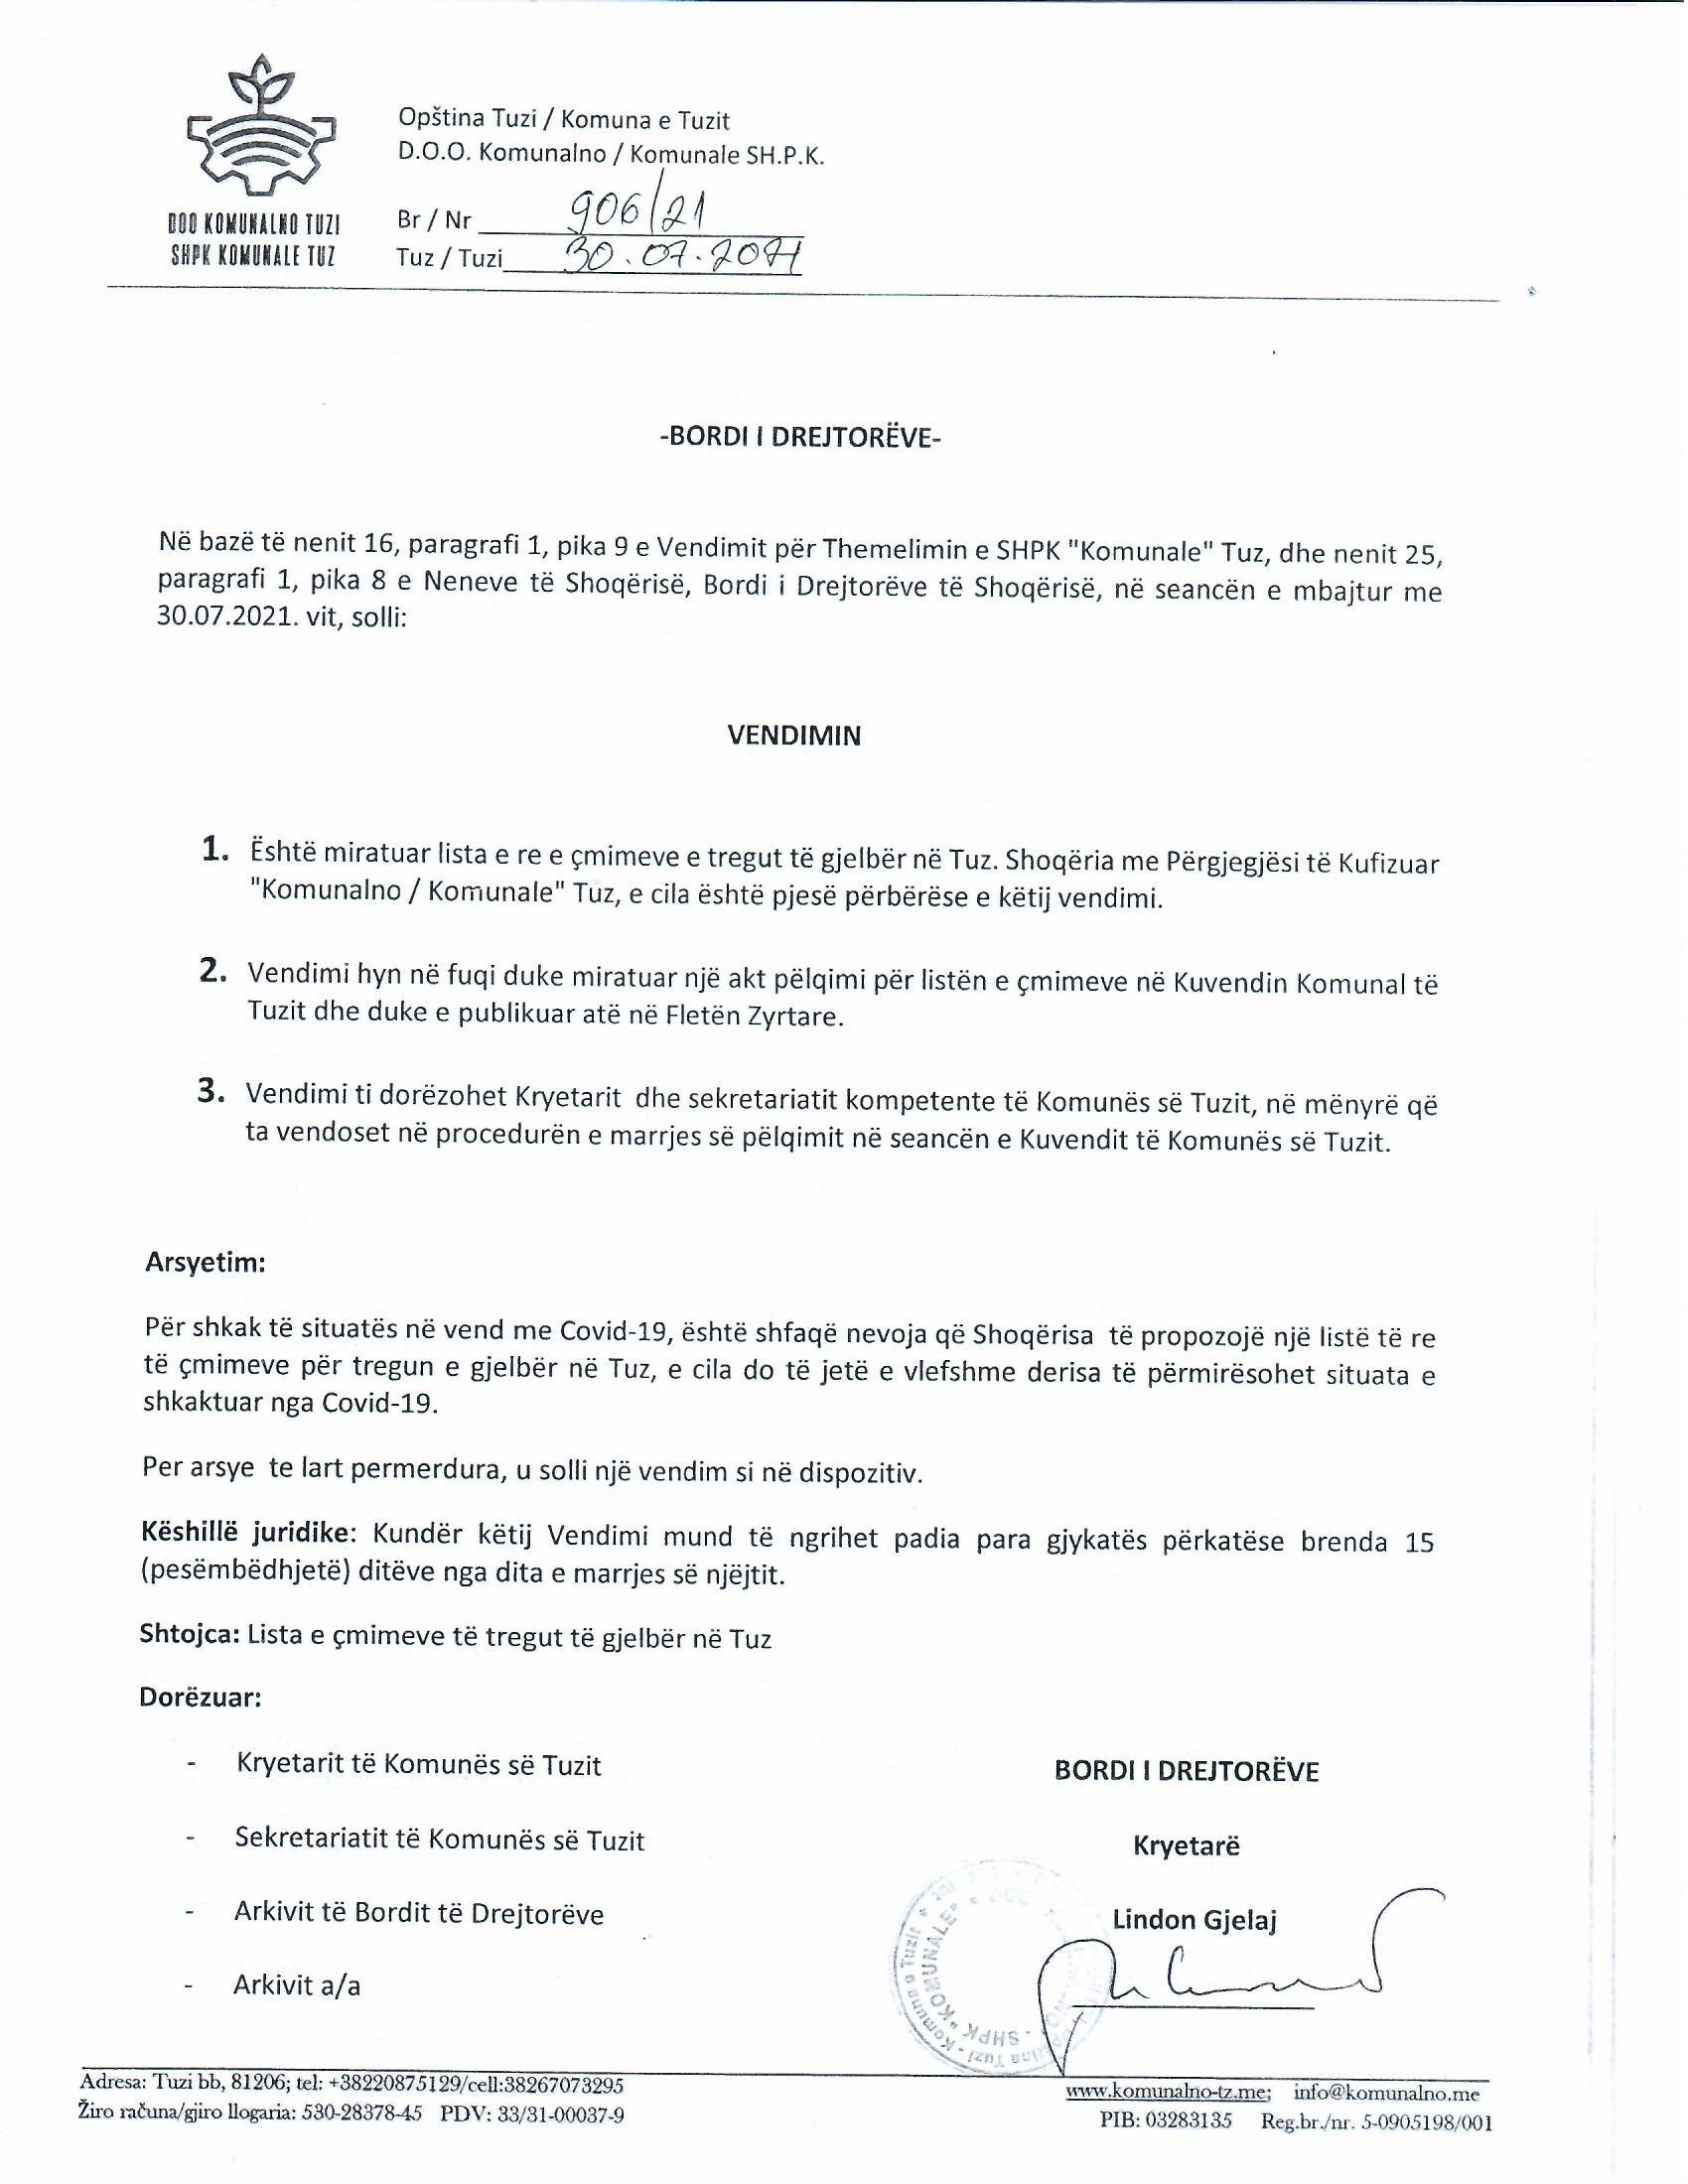 Opština Tuzi / Komuna e Tuzit
D.O.O. Komunalno / Komunale SH.P.K.
DOO KOMUNALNO TUZI
SHPK KOMUNALE TUZ
Br / Nr 906/21
Tuz / Tuzi 30.07.2021
-BORDI I DREJTORËVE-
Në bazë të nenit 16, paragrafi 1, pika 9 e Vendimit për Themelimin e SHPK "Komunale" Tuz, dhe nenit 25,
paragrafi 1, pika 8 e Neneve të Shoqërisë, Bordi i Drejtorëve të Shoqërisë, në seancën e mbajtur me
30.07.2021. vit, solli:
VENDIMIN
1. Është miratuar lista e re e çmimeve e tregut të gjelbër në Tuz. Shoqëria me Përgjegjësi të Kufizuar
"Komunalno / Komunale" Tuz, e cila është pjesë përbërëse e këtij vendimi.
2. Vendimi hyn në fuqi duke miratuar një akt pëlqimi për listën e çmimeve në Kuvendin Komunal të
Tuzit dhe duke e publikuar atë në Fletën Zyrtare.
3. Vendimi ti dorëzohet Kryetarit dhe sekretariatit kompetente të Komunës së Tuzit, në mënyrë që
ta vendoset në procedurën e marrjes së pëlqimit në seancën e Kuvendit të Komunës së Tuzit.
Arsyetim:
Për shkak të situatës në vend me Covid-19, është shfaqë nevoja që Shoqërisa të propozojë një listë të re
të çmimeve për tregun e gjelbër në Tuz, e cila do të jetë e vlefshme derisa të përmirësohet situata e
shkaktuar nga Covid-19.
Per arsye te lart permerdura, u solli një vendim si në dispozitiv.
Këshillë juridike: Kundër këtij Vendimi mund të ngrihet padia para gjykatës përkatëse brenda 15
(pesëmbëdhjetë) ditëve nga dita e marrjes së njëjtit.
Shtojca: Lista e çmimeve të tregut të gjelbër në Tuz
Dorëzuar:
- Kryetarit të Komunës së Tuzit
- Sekretariatit të Komunës së Tuzit
- Arkivit të Bordit të Drejtorëve
- Arkivit a/a
BORDI I DREJTORËVE
Kryetarë
Lindon Gjelaj
Komuna e Tuzit
SHPK "KOMUNALE"
Adresa: Tuzi bb, 81206; tel: +38220875129/cell:38267073295
Žiro računa/gjiro llogaria: 530-28378-45 PDV: 33/31-00037-9
www.komunalno-tz.me; info@komunalno.me
PIB: 03283135 Reg.br./nr. 5-0905198/001